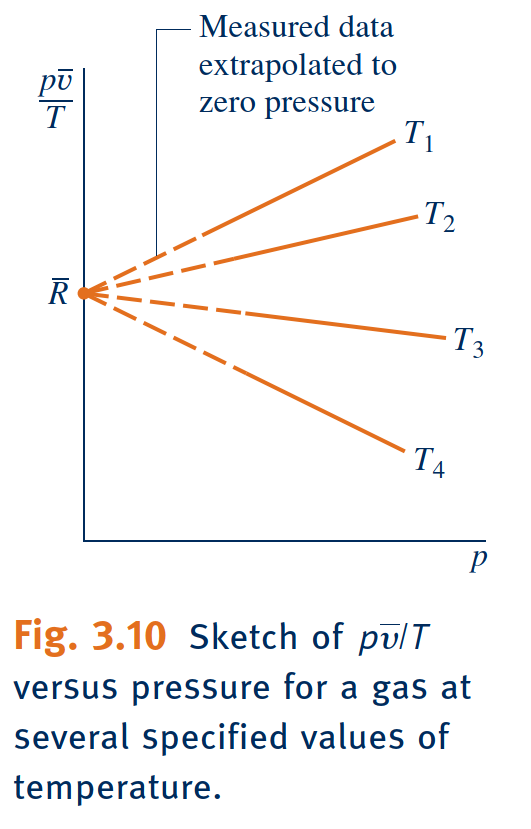 Measured data
extrapolated to
zero pressure
pv̅
T
T₁
T₂
R̅
T₃
T₄
p
Fig. 3.10 Sketch of pv̅/T
versus pressure for a gas at
several specified values of
temperature.